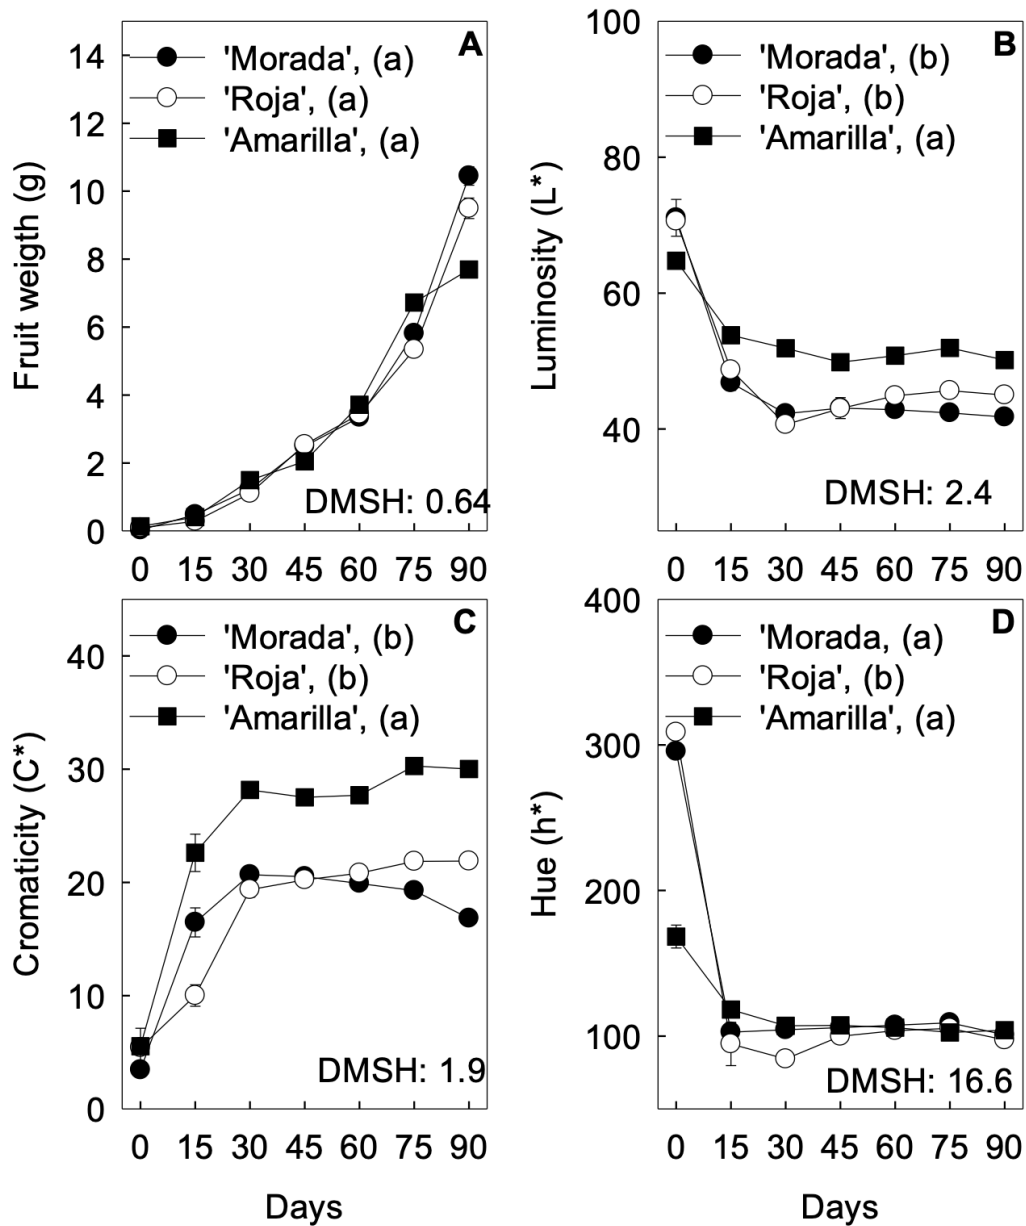 A
'Morada', (a)
'Roja', (a)
'Amarilla', (a)
14
12
10
8
6
4
2
0
Fruit weigth (g)
DMSH: 0.64
0 15 30 45 60 75 90
B
'Morada', (b)
'Roja', (b)
'Amarilla', (a)
100
80
60
40
Luminosity (L*)
DMSH: 2.4
0 15 30 45 60 75 90
C
'Morada', (b)
'Roja', (b)
'Amarilla', (a)
40
30
20
10
0
Cromaticity (C*)
DMSH: 1.9
0 15 30 45 60 75 90
Days
D
'Morada, (a)
'Roja', (b)
'Amarilla', (a)
400
300
200
100
Hue (h*)
DMSH: 16.6
0 15 30 45 60 75 90
Days